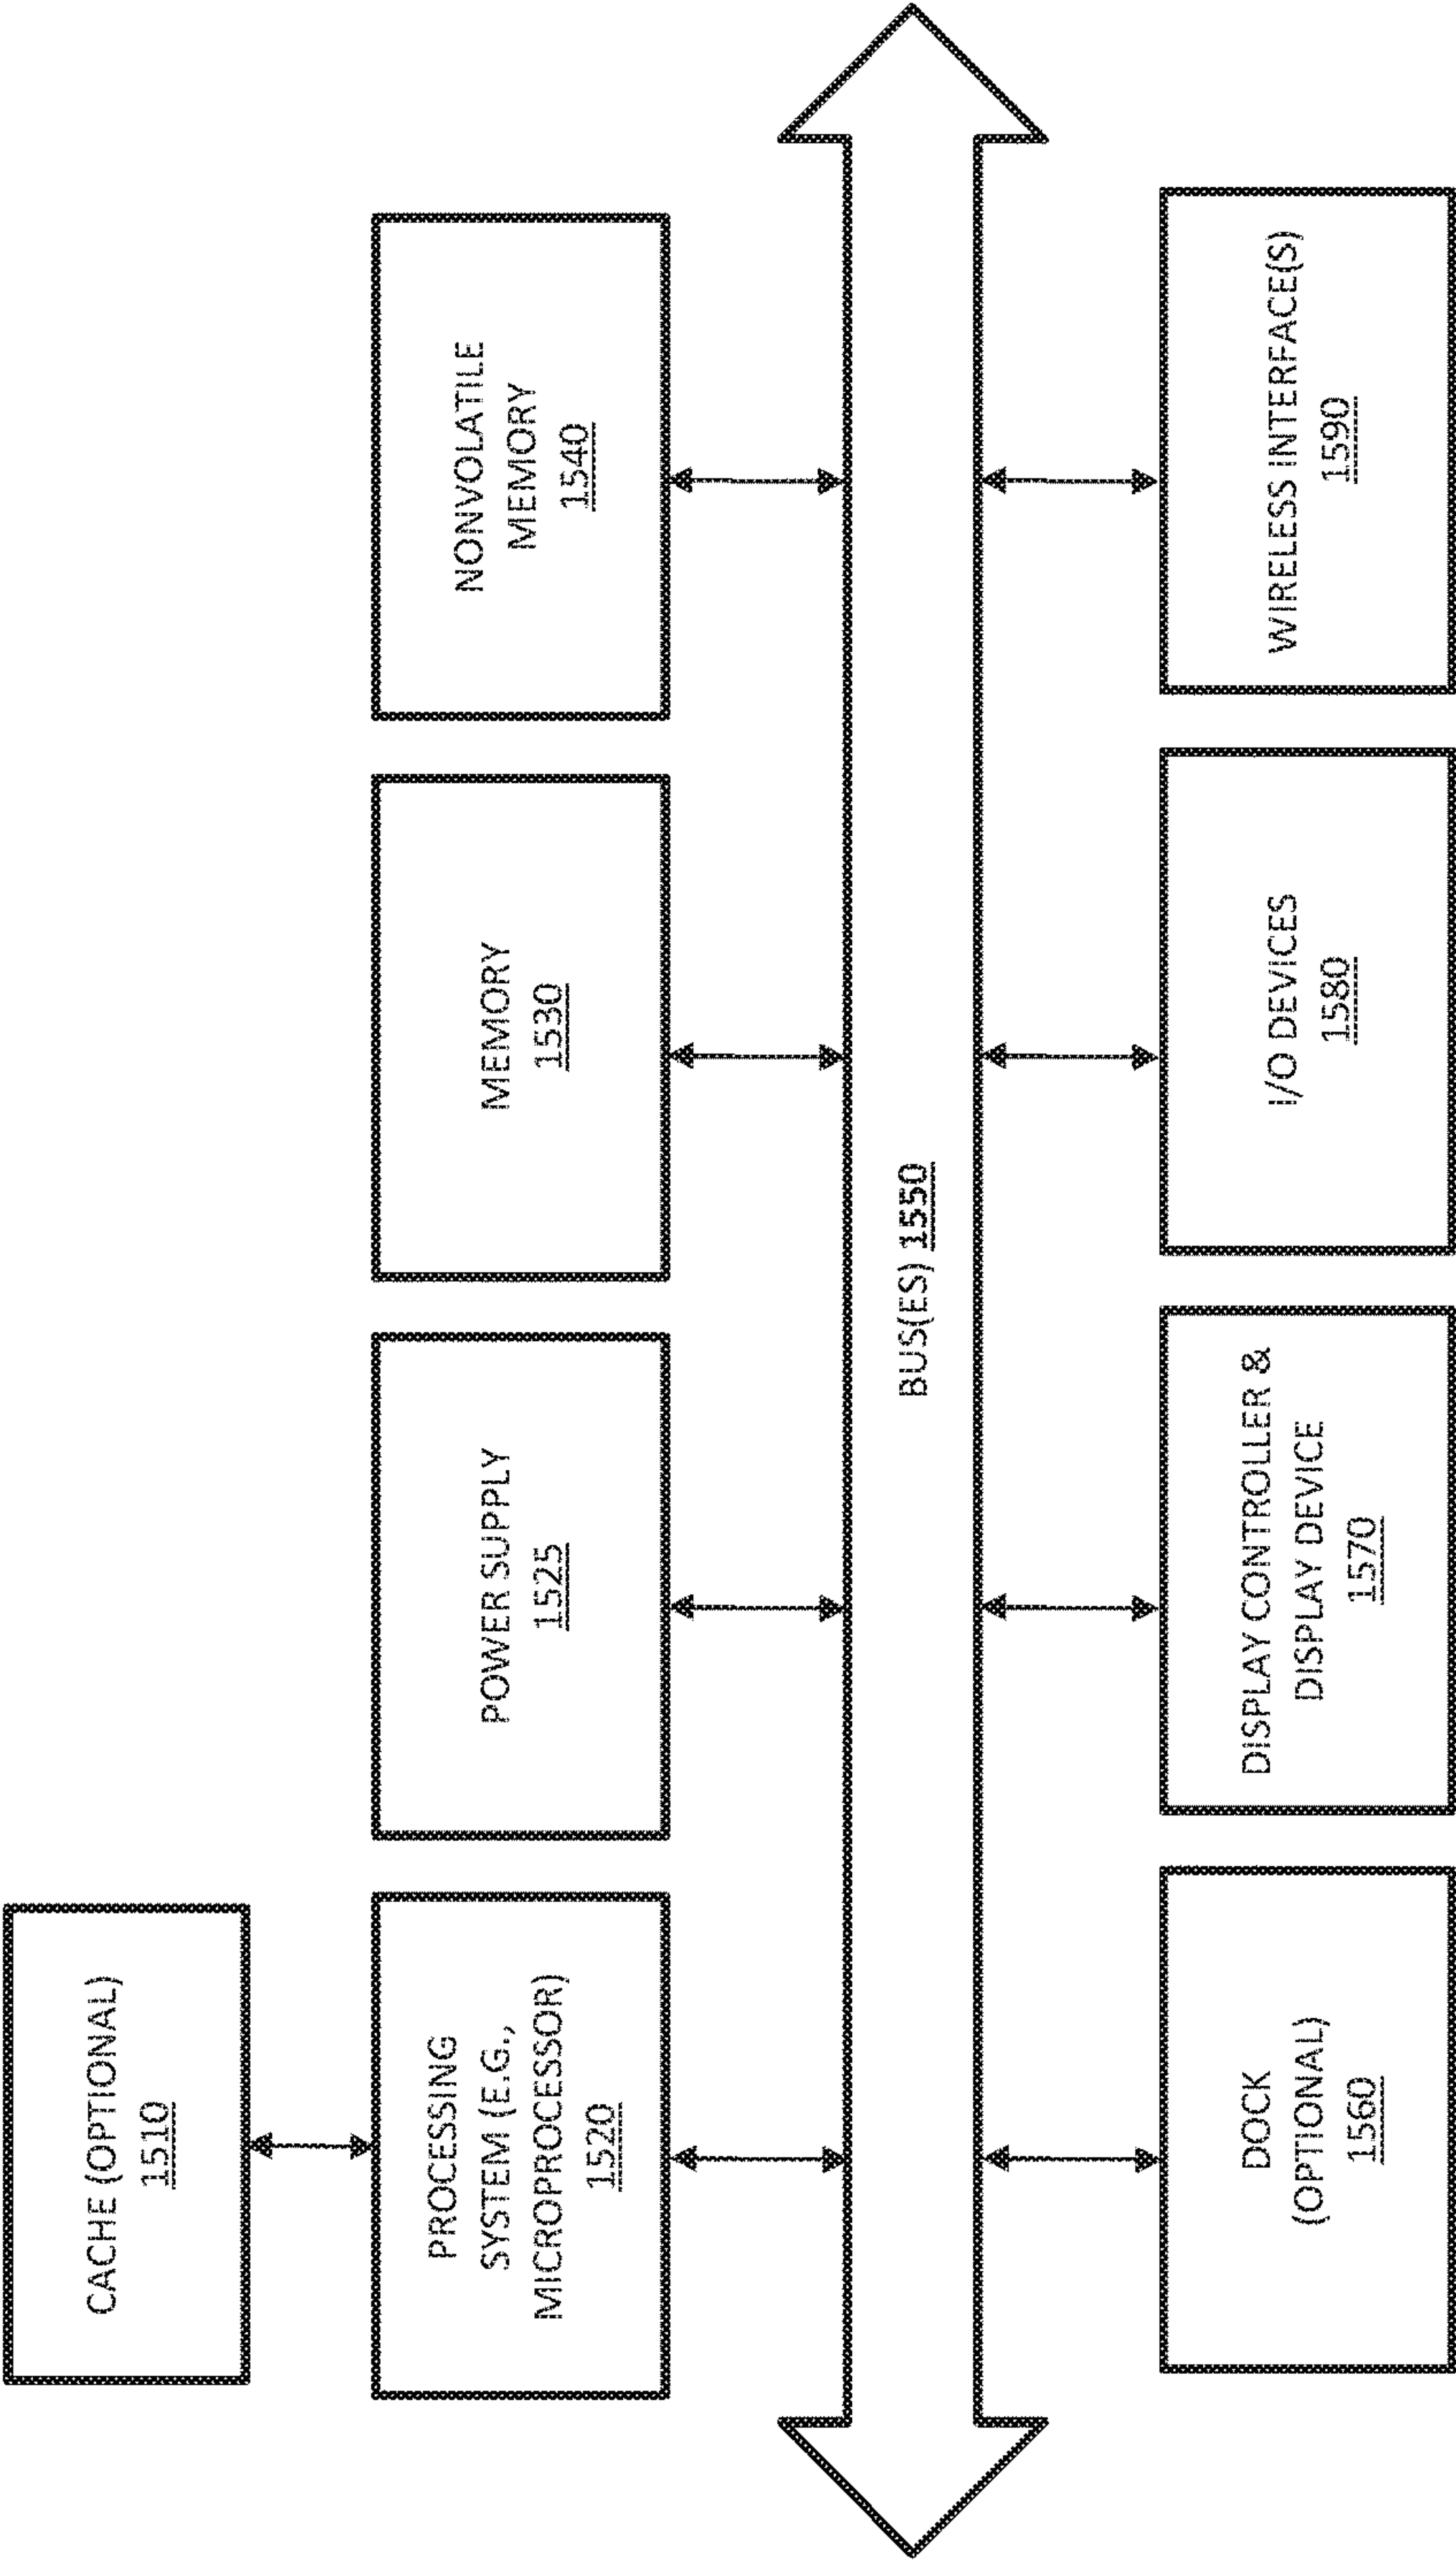 CACHE (OPTIONAL)
1510
PROCESSING
SYSTEM (E.G.,
MICROPROCESSOR)
1520
POWER SUPPLY
1525
MEMORY
1530
NONVOLATILE
MEMORY
1540
BUS(ES) 1550
DOCK
(OPTIONAL)
1560
DISPLAY CONTROLLER &
DISPLAY DEVICE
1570
I/O DEVICES
1580
WIRELESS INTERFACE(S)
1590